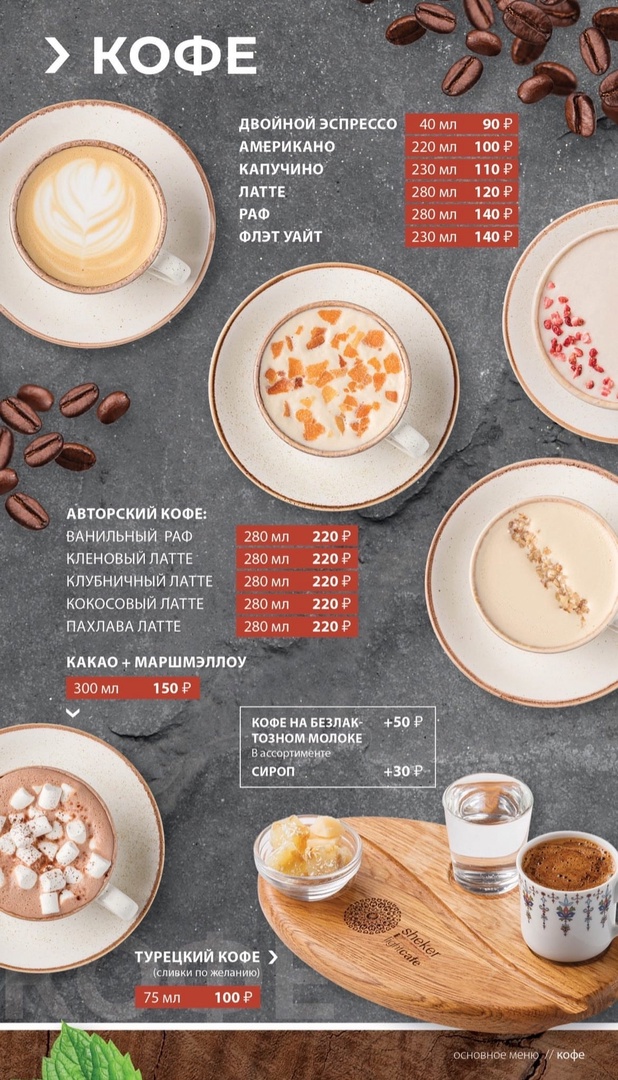 КОФЕ
ДВОЙНОЙ ЭСПРЕССО 40 мл 90 ₽
АМЕРИКАНО 220 мл 100 ₽
КАПУЧИНО 230 мл 110 ₽
ЛАТТЕ 280 мл 120 ₽
РАФ 280 мл 140 ₽
ФЛЭТ УАЙТ 230 мл 140 ₽
АВТОРСКИЙ КОФЕ:
ВАНИЛЬНЫЙ РАФ 280 мл 220 ₽
КЛЕНОВЫЙ ЛАТТЕ 280 мл 220 ₽
КЛУБНИЧНЫЙ ЛАТТЕ 280 мл 220 ₽
КОКОСОВЫЙ ЛАТТЕ 280 мл 220 ₽
ПАХЛАВА ЛАТТЕ 280 мл 220 ₽
КАКАО + МАРШМЭЛЛОУ
300 мл 150 ₽
КОФЕ НА БЕЗЛАК- +50 ₽
ТОЗНОМ МОЛОКЕ
В ассортименте
СИРОП +30 ₽
sheker
light cafe
ТУРЕЦКИЙ КОФЕ
(сливки по желанию)
75 мл 100 ₽
КОФЕ
основное меню // кофе